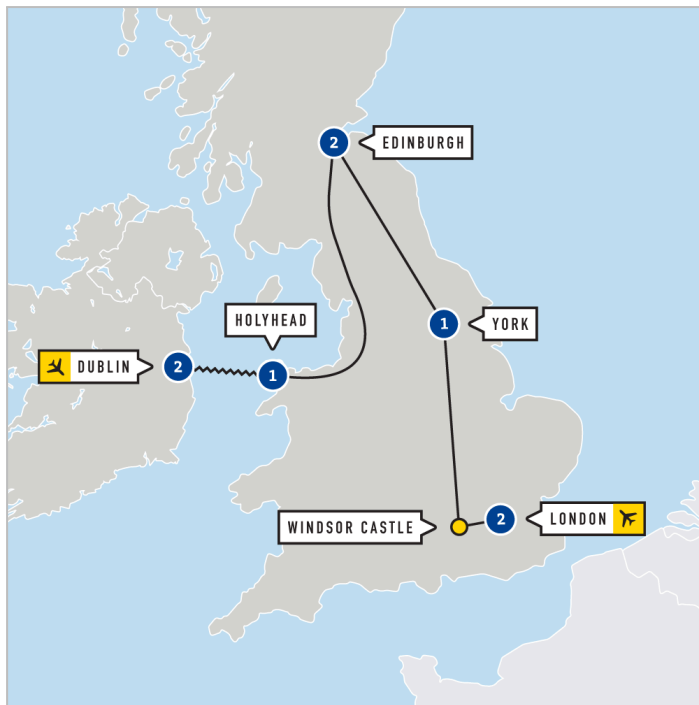 2
EDINBURGH
HOLYHEAD
1
YORK
DUBLIN
2
1
WINDSOR CASTLE
2
LONDON